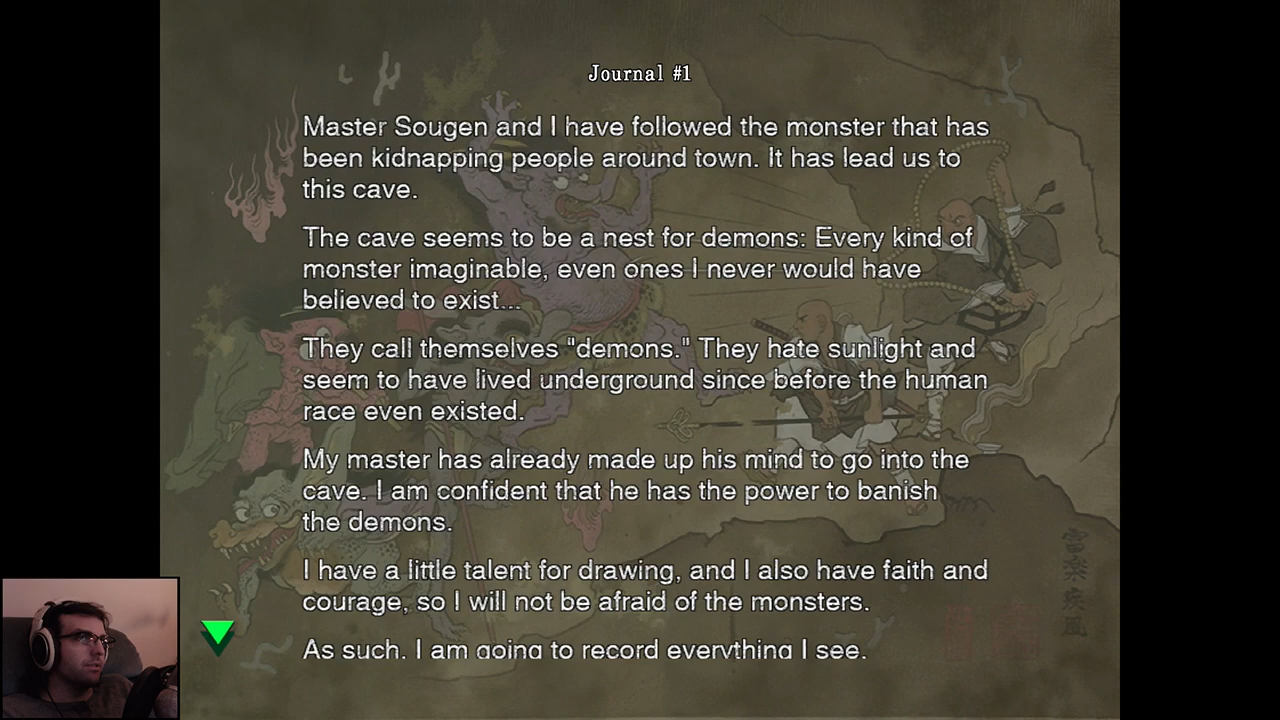 Journal #1
Master Sougen and I have followed the monster that has
been kidnapping people around town. It has lead us to
this cave.
The cave seems to be a nest for demons: Every kind of
monster imaginable, even ones I never would have
believed to exist...
They call themselves "demons." They hate sunlight and
seem to have lived underground since before the human
race even existed.
My master has already made up his mind to go into the
cave. I am confident that he has the power to banish
the demons.
I have a little talent for drawing, and I also have faith and
courage, so I will not be afraid of the monsters.
As such. I am going to record everything I see.